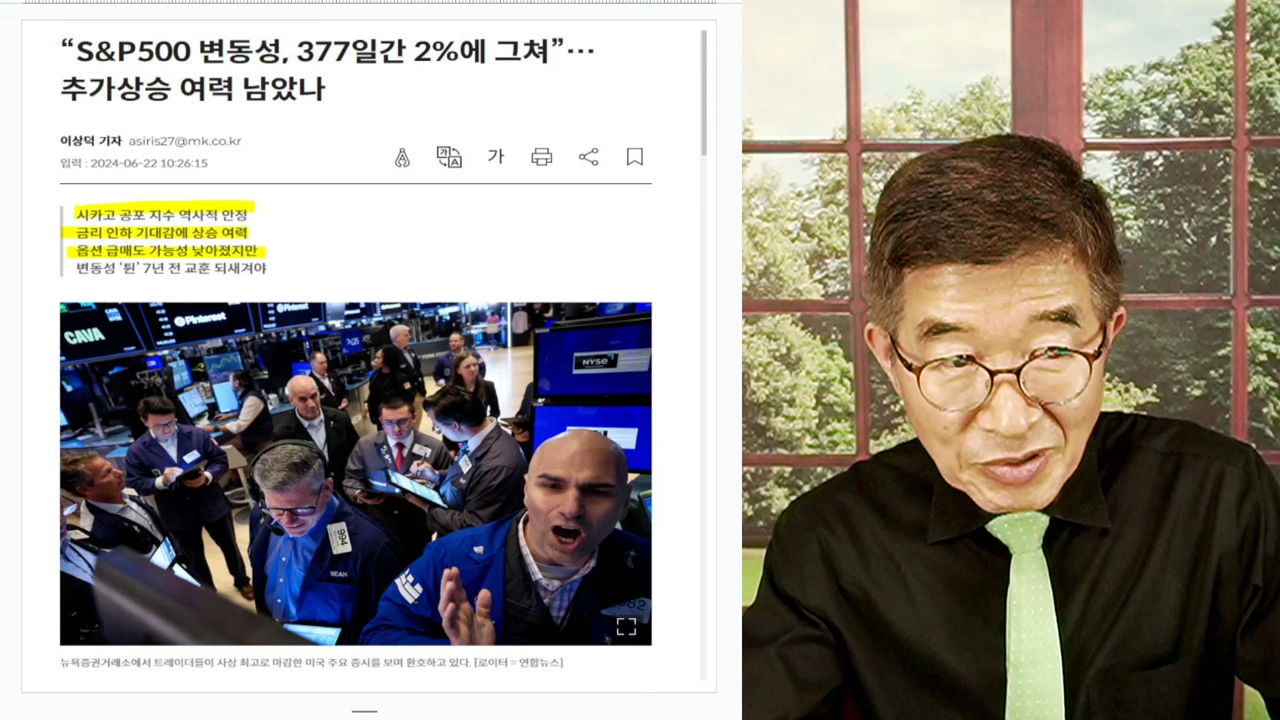 “S&P500 변동성, 377일간 2%에 그쳐”…
추가상승 여력 남았나
이상덕 기자 asiris27@mk.co.kr
입력 : 2024-06-22 10:26:15
가 A
가
시카고 공포 지수 역사적 안정
금리 인하 기대감에 상승 여력
옵션 급매도 가능성 낮아졌지만
변동성 ‘튄’ 7년 전 교훈 되새겨야
CAVA
Pinterest
NYSE
994
SEAN
뉴욕증권거래소에서 트레이더들이 사상 최고로 마감한 미국 주요 증시를 보며 환호하고 있다. [로이터 = 연합뉴스]